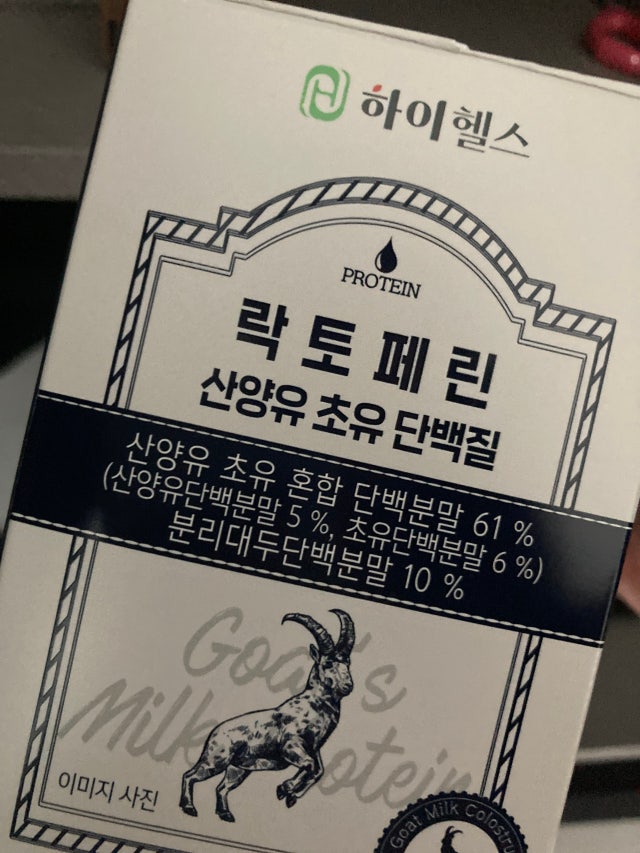 하이헬스
PROTEIN
락토페린
산양유 초유 단백질
산양유 초유 혼합 단백분말 61 %
(산양유단백분말 5 %, 초유단백분말 6 %)
분리대두단백분말 10 %
Goat's
Milk Protein
이미지 사진
Goat Milk Colostru